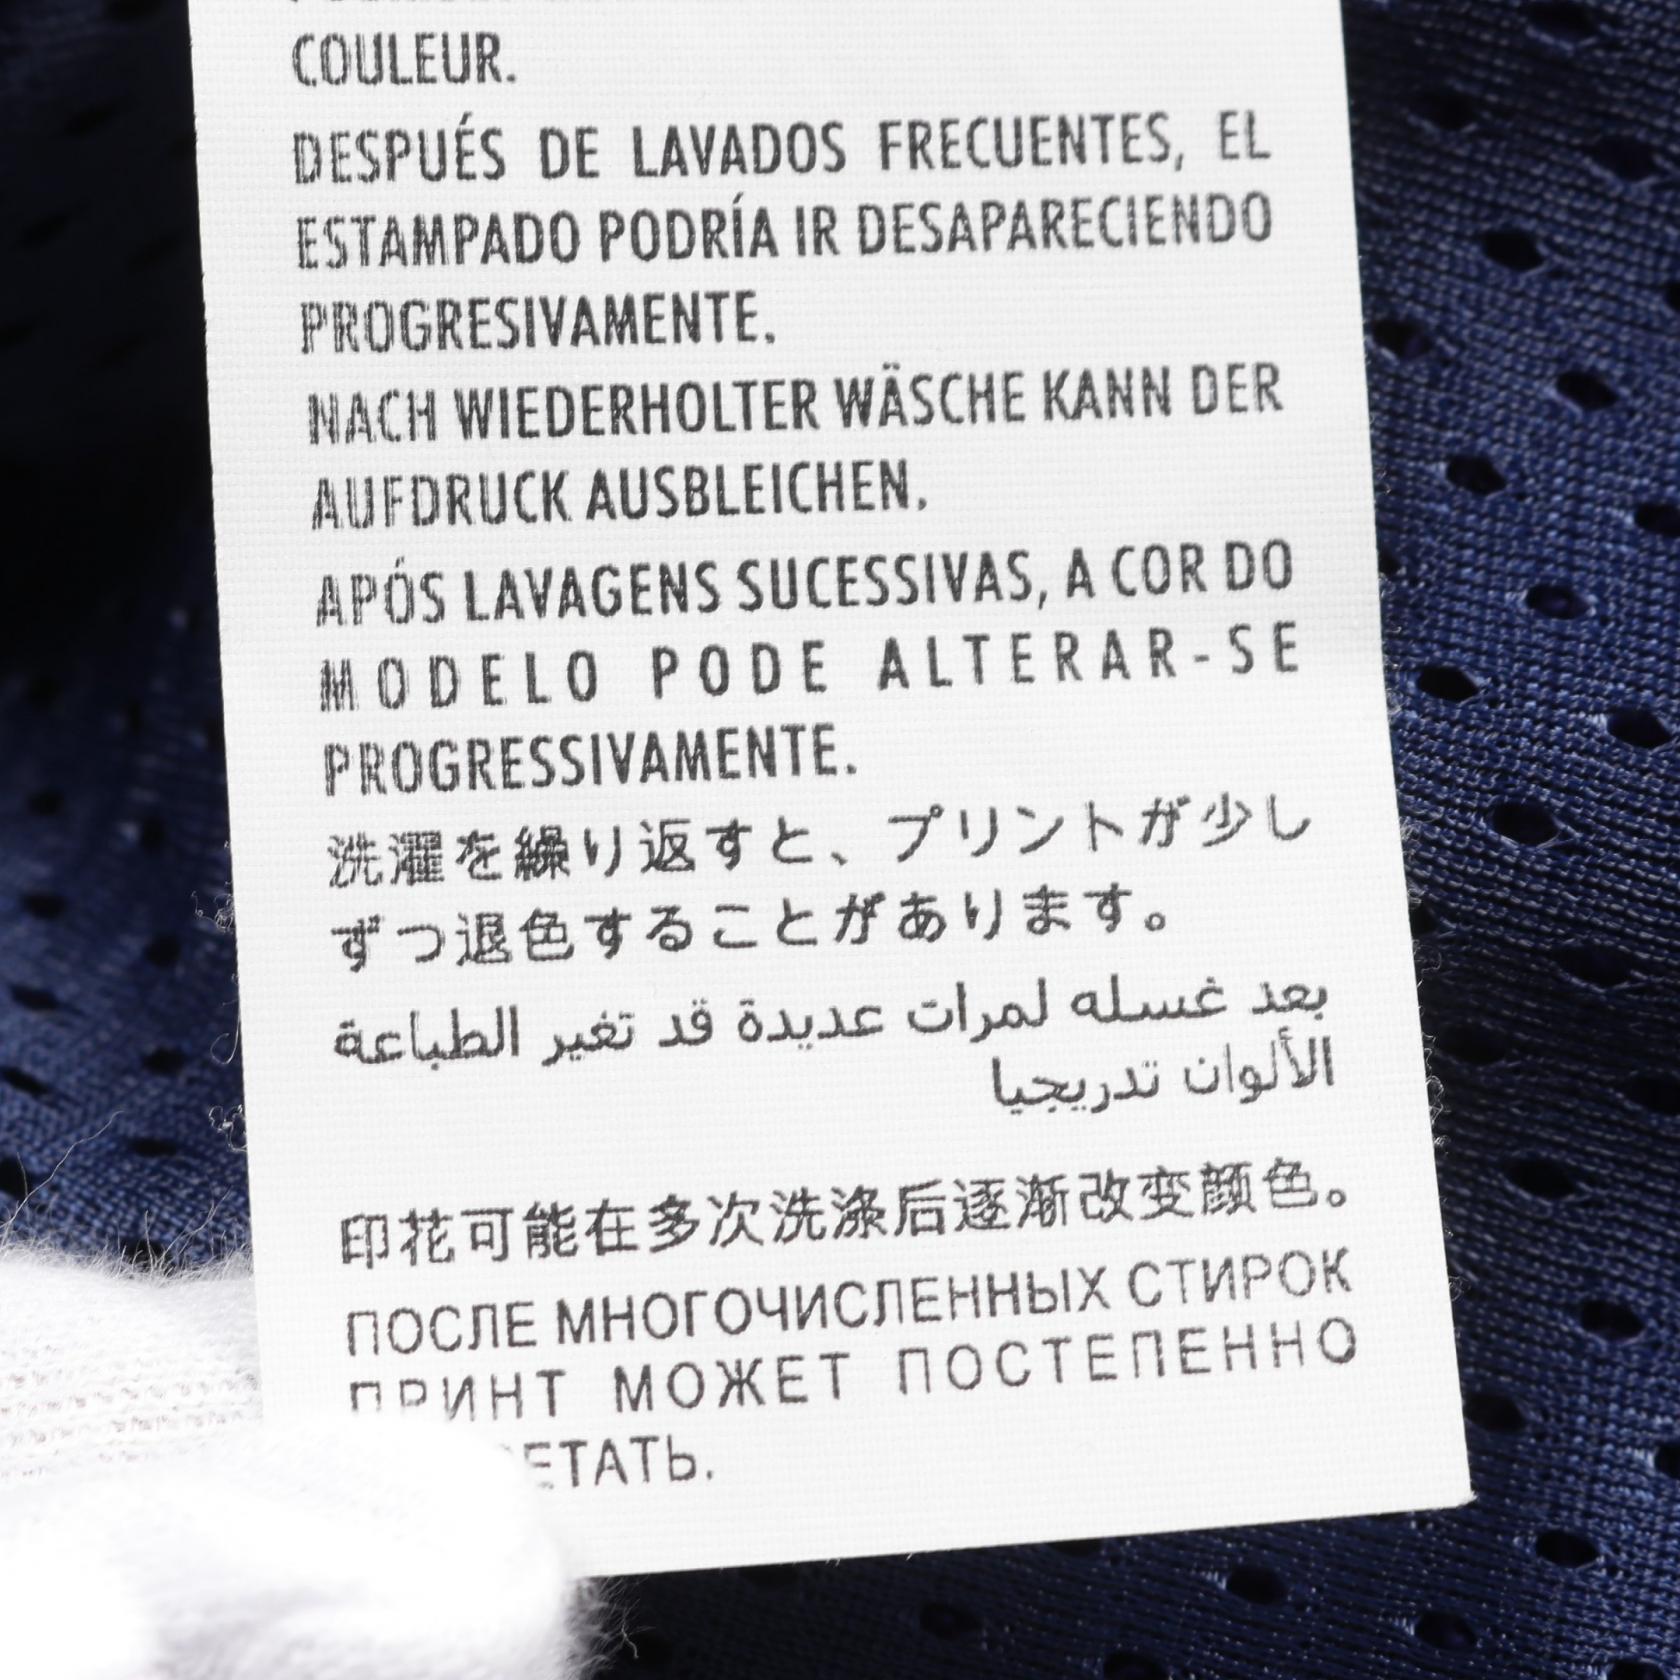 COULEUR.
DESPUÉS DE LAVADOS FRECUENTES, EL
ESTAMPADO PODRÍA IR DESAPARECIENDO
PROGRESIVAMENTE.
NACH WIEDERHOLTER WÄSCHE KANN DER
AUFDRUCK AUSBLEICHEN.
APÓS LAVAGENS SUCESSIVAS, A COR DO
MODELO PODE ALTERAR-SE
PROGRESSIVAMENTE.
洗濯を繰り返すと、プリントが少し
ずつ退色することがあります。
بعد غسله لمرات عديدة قد تغير الطباعة
الألوان تدريجيا
印花可能在多次洗涤后逐渐改变颜色。
ПОСЛЕ МНОГОЧИСЛЕННЫХ СТИРОК
ПРИНТ МОЖЕТ ПОСТЕПЕННО
ЕТАТЬ.